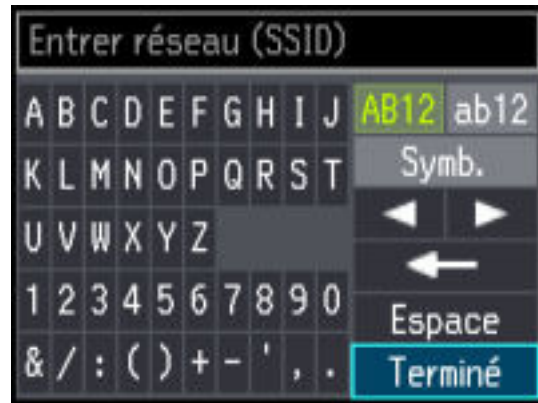 Entrer réseau (SSID)
A B C D E F G H I J AB12 ab12
K L M N O P Q R S T Symb.
U V W X Y Z
1 2 3 4 5 6 7 8 9 0 Espace
& / : ( ) + - ' , . Terminé